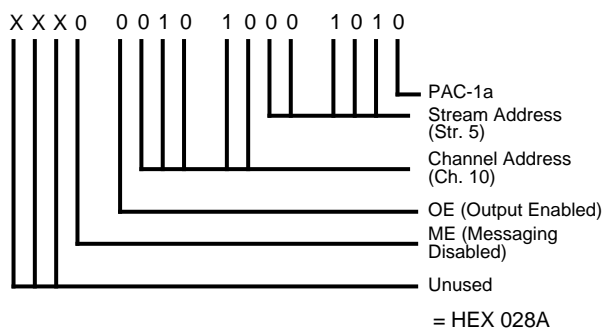 X X X 0 0 0 1 0 1 0 0 0 1 0 1 0
PAC-1a
Stream Address
(Str. 5)
Channel Address
(Ch. 10)
OE (Output Enabled)
ME (Messaging
Disabled)
Unused
= HEX 028A